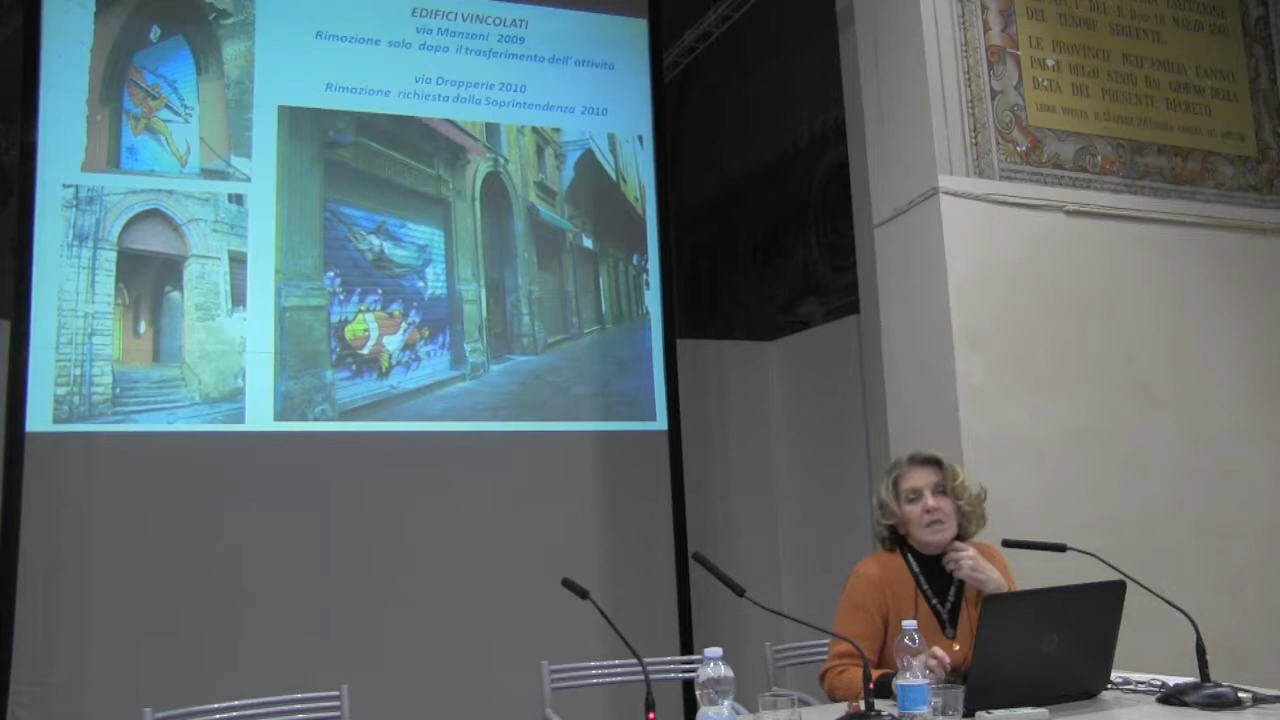 EDIFICI VINCOLATI
via Manzoni 2009
Rimozione solo dopo il trasferimento dell' attività
via Drapperie 2010
Rimozione richiesta dalla Soprintendenza 2010
DEL TENORE SEGUENTE.
LE PROVINCIE DELL'EMILIA FANNO
PARTE DELLO STATO DAL GIORNO DELLA
DATA DEL PRESENTE DECRETO